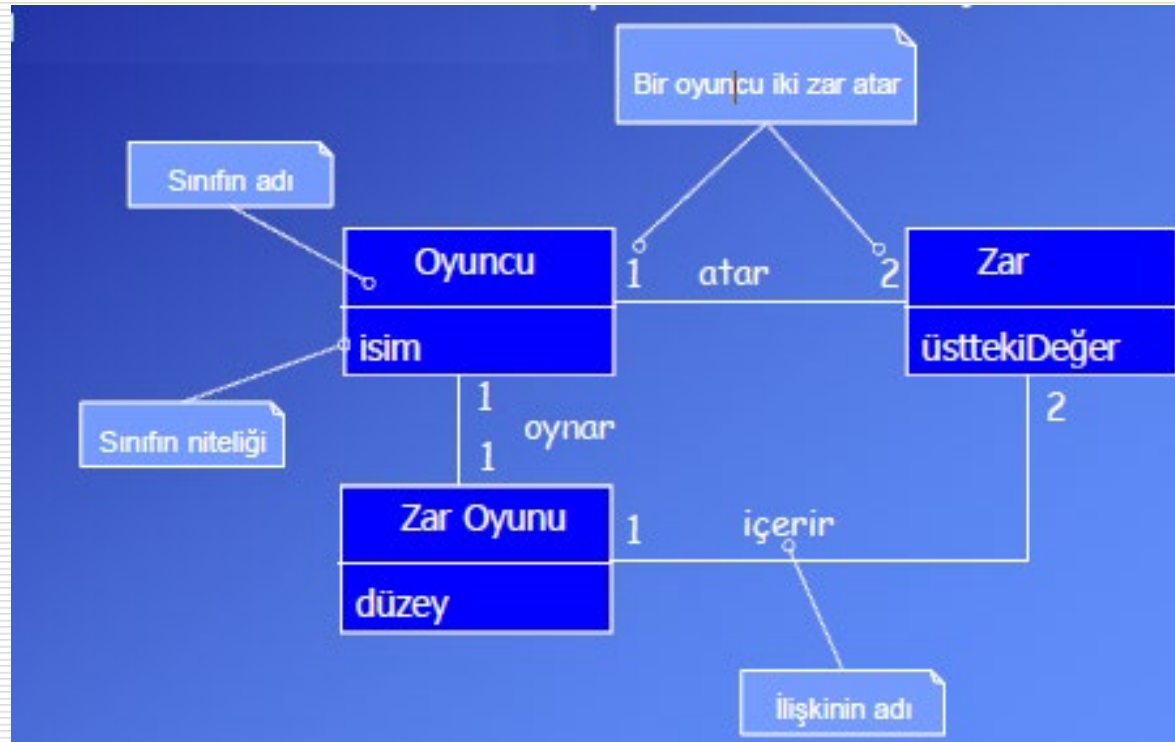 Bir oyuncu iki zar atar
Sınıfın adı
Oyuncu
1 atar 2
Zar
isim
üsttekiDeğer
Sınıfın niteliği
1
oynar
1
2
Zar Oyunu
1 içerir
düzey
İlişkinin adı